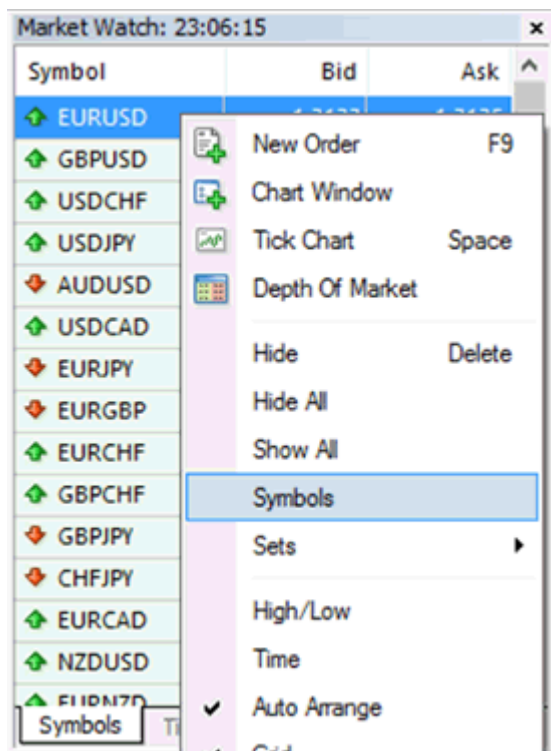 Market Watch: 23:06:15
Symbol Bid Ask
EURUSD
GBPUSD
USDCHF
USDJPY
AUDUSD
USDCAD
EURJPY
EURGBP
EURCHF
GBPCHF
GBPJPY
CHFJPY
EURCAD
NZDUSD
Symbols
New Order F9
Chart Window
Tick Chart Space
Depth Of Market
Hide Delete
Hide All
Show All
Symbols
Sets
High/Low
Time
Auto Arrange